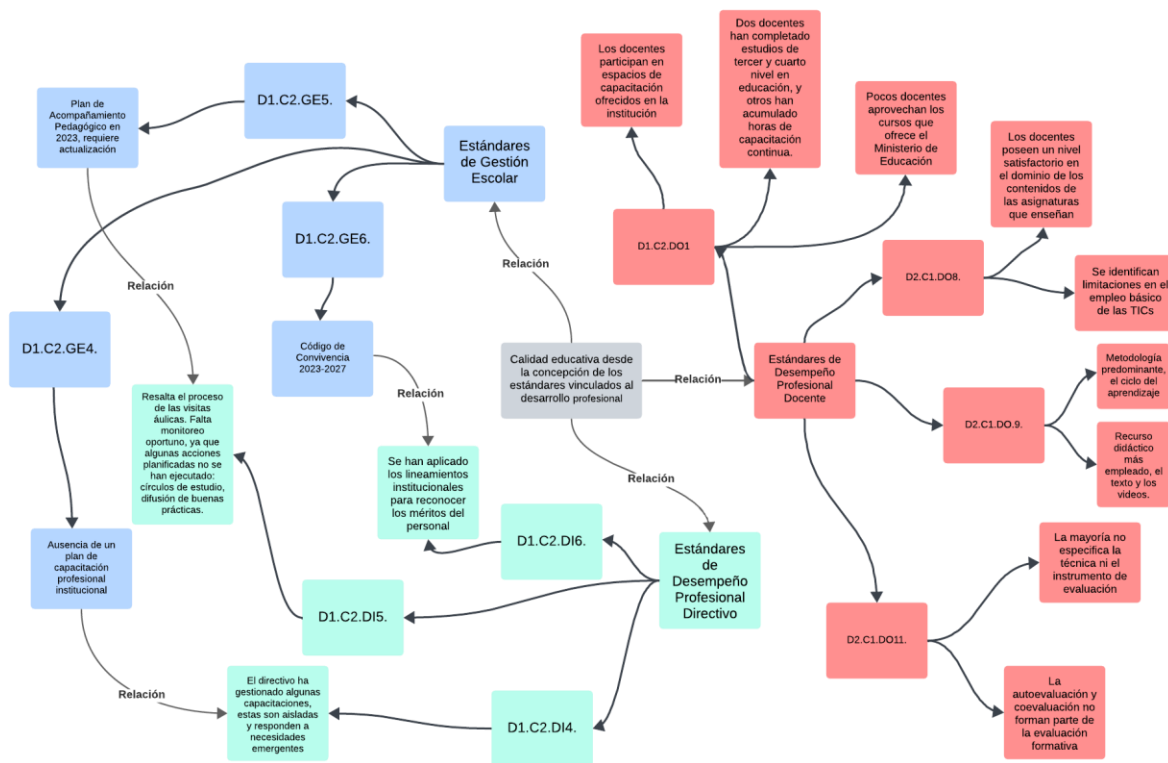 Plan de
Acompañamiento
Pedagógico en
2023, requiere
actualización
D1.C2.GE5.
Estándares
de Gestión
Escolar
D1.C2.GE6.
Relación
D1.C2.GE4.
Código de
Convivencia
2023-2027
Relación
Resalta el proceso
de las visitas
áulicas. Falta
monitoreo
oportuno, ya que
algunas acciones
planificadas no se
han ejecutado:
círculos de estudio,
difusión de buenas
prácticas.
Se han aplicado
los lineamientos
institucionales
para reconocer
los méritos del
personal
Ausencia de un
plan de
capacitación
profesional
institucional
Relación
El directivo ha
gestionado algunas
capacitaciones,
estas son aisladas
y responden a
necesidades
emergentes
D1.C2.DI6.
D1.C2.DI5.
D1.C2.DI4.
Estándares
de
Desempeño
Profesional
Directivo
Relación
Calidad educativa desde
la concepción de los
estándares vinculados al
desarrollo profesional
Relación
Relación
Los docentes
participan en
espacios de
capacitación
ofrecidos en la
institución
Dos docentes
han completado
estudios de
tercer y cuarto
nivel en
educación, y
otros han
acumulado
horas de
capacitación
continua.
Pocos docentes
aprovechan los
cursos que
ofrece el
Ministerio de
Educación
Los docentes
poseen un nivel
satisfactorio en
el dominio de los
contenidos de
las asignaturas
que enseñan
D1.C2.DO1
D2.C1.DO8.
Se identifican
limitaciones en el
empleo básico
de las TICs
Estándares de
Desempeño
Profesional
Docente
D2.C1.DO.9.
Metodología
predominante,
el ciclo del
aprendizaje
Recurso
didáctico
más
empleado, el
texto y los
videos.
D2.C1.DO11.
La mayoría no
especifica la
técnica ni el
instrumento de
evaluación
La
autoevaluación y
coevaluación no
forman parte de
la evaluación
formativa